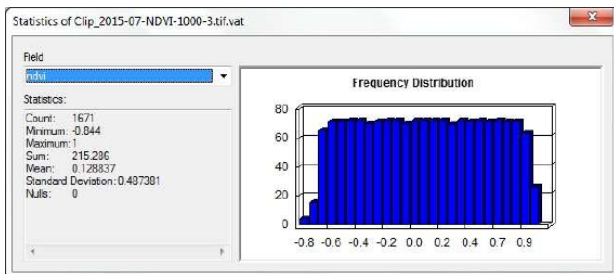 Statistics of Clip_2015-07-NDVI-1000-3.tif.vat
Field
ndvi
Statistics:
Count: 1671
Minimum: -0.844
Maximum: 1
Sum: 215.286
Mean: 0.128837
Standard Deviation: 0.487381
Nulls: 0
Frequency Distribution
80
60
40
20
0
-0.8 -0.6 -0.4 -0.2 0.0 0.2 0.4 0.7 0.9